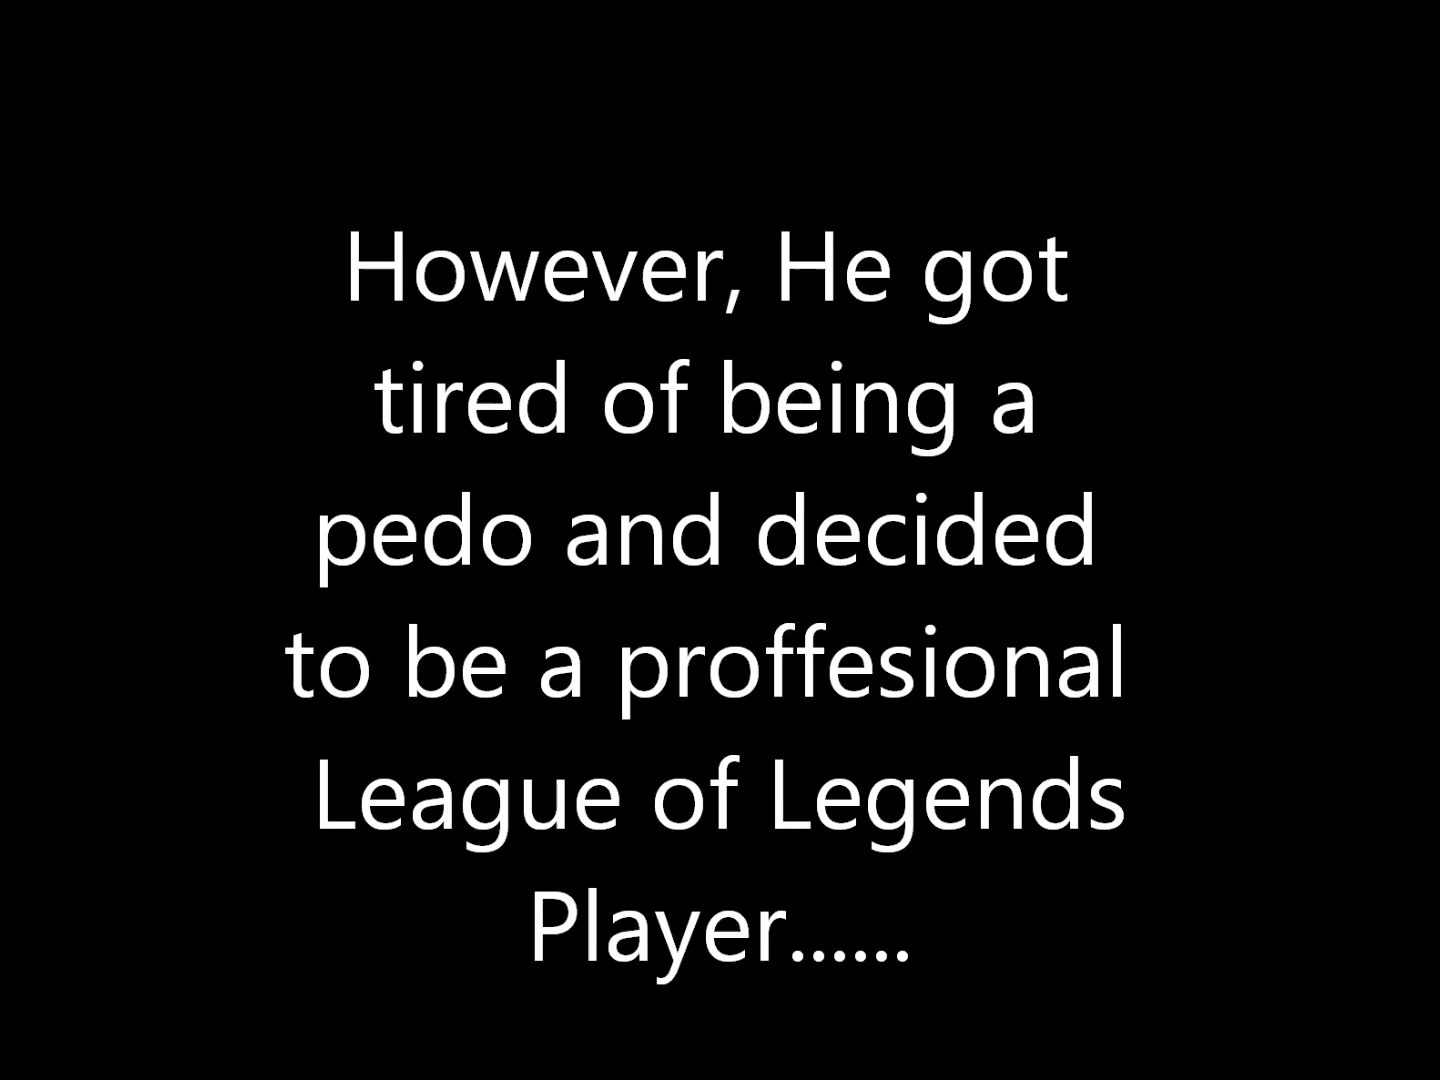 However, He got
tired of being a
pedo and decided
to be a proffesional
League of Legends
Player......